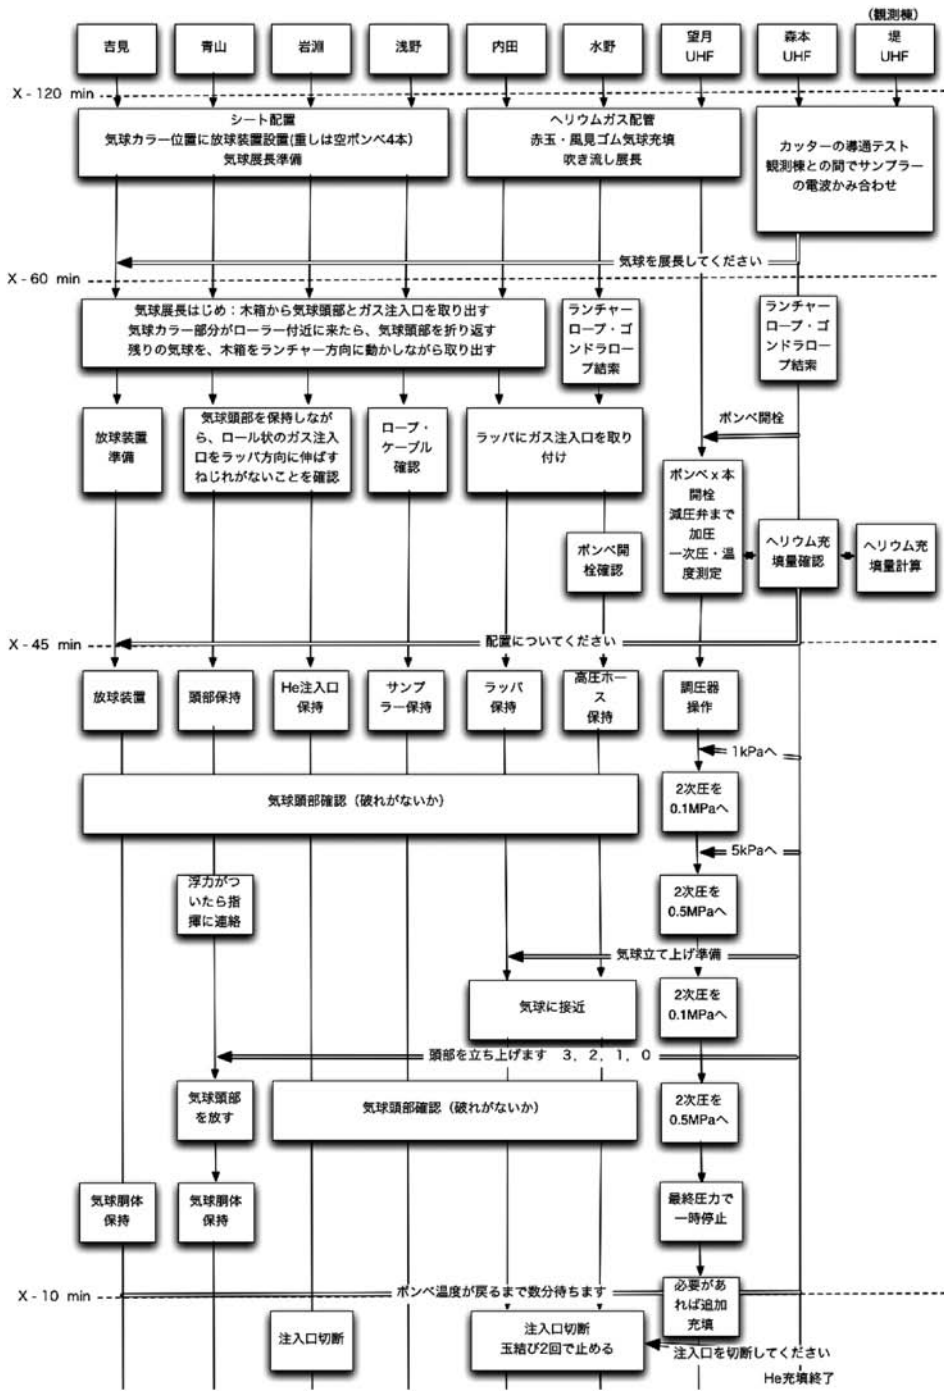 (観測棟)
吉見
青山
岩淵
浅野
内田
水野
望月
UHF
森本
UHF
堤
UHF
X - 120 min
シート配置
気球カラー位置に放球装置設置(重しは空ボンベ4本)
気球展長準備
ヘリウムガス配管
赤玉・風見ゴム気球充填
吹き流し展長
カッターの導通テスト
観測棟との間でサンプラー
の電波かみ合わせ
気球を展長してください
X - 60 min
気球展長はじめ：木箱から気球頭部とガス注入口を取り出す
気球カラー部分がローラー付近に来たら、気球頭部を折り返す
残りの気球を、木箱をランチャー方向に動かしながら取り出す
ランチャー
ロープ・ゴ
ンドラロー
プ結索
ランチャー
ロープ・ゴ
ンドラロー
プ結索
放球装置
準備
気球頭部を保持しなが
ら、ロール状のガス注入
口をラッパ方向に伸ばす
ねじれがないことを確認
ロープ・
ケーブル
確認
ラッパにガス注入口を取り
付け
ボンベ開栓
ボンベ x 本
開栓
減圧弁まで
加圧
一次圧・温
度測定
ボンベ開
栓確認
ヘリウム充
填量確認
ヘリウム充
填量計算
X - 45 min
配置についてください
放球装置
頭部保持
He注入口
保持
サンプ
ラー保持
ラッパ
保持
高圧ホー
ス
保持
調圧器
操作
1kPaへ
気球頭部確認（破れがないか）
2次圧を
0.1MPaへ
5kPaへ
浮力がつ
いたら指
揮に連絡
2次圧を
0.5MPaへ
気球立て上げ準備
気球に接近
2次圧を
0.1MPaへ
頭部を立ち上げます 3, 2, 1, 0
気球頭部
を放す
気球頭部確認（破れがないか）
2次圧を
0.5MPaへ
気球胴体
保持
気球胴体
保持
最終圧力で
一時停止
X - 10 min
ボンベ温度が戻るまで数分待ちます
必要があ
れば追加
充填
注入口切断
注入口切断
玉結び2回で止める
注入口を切断してください
He充填終了